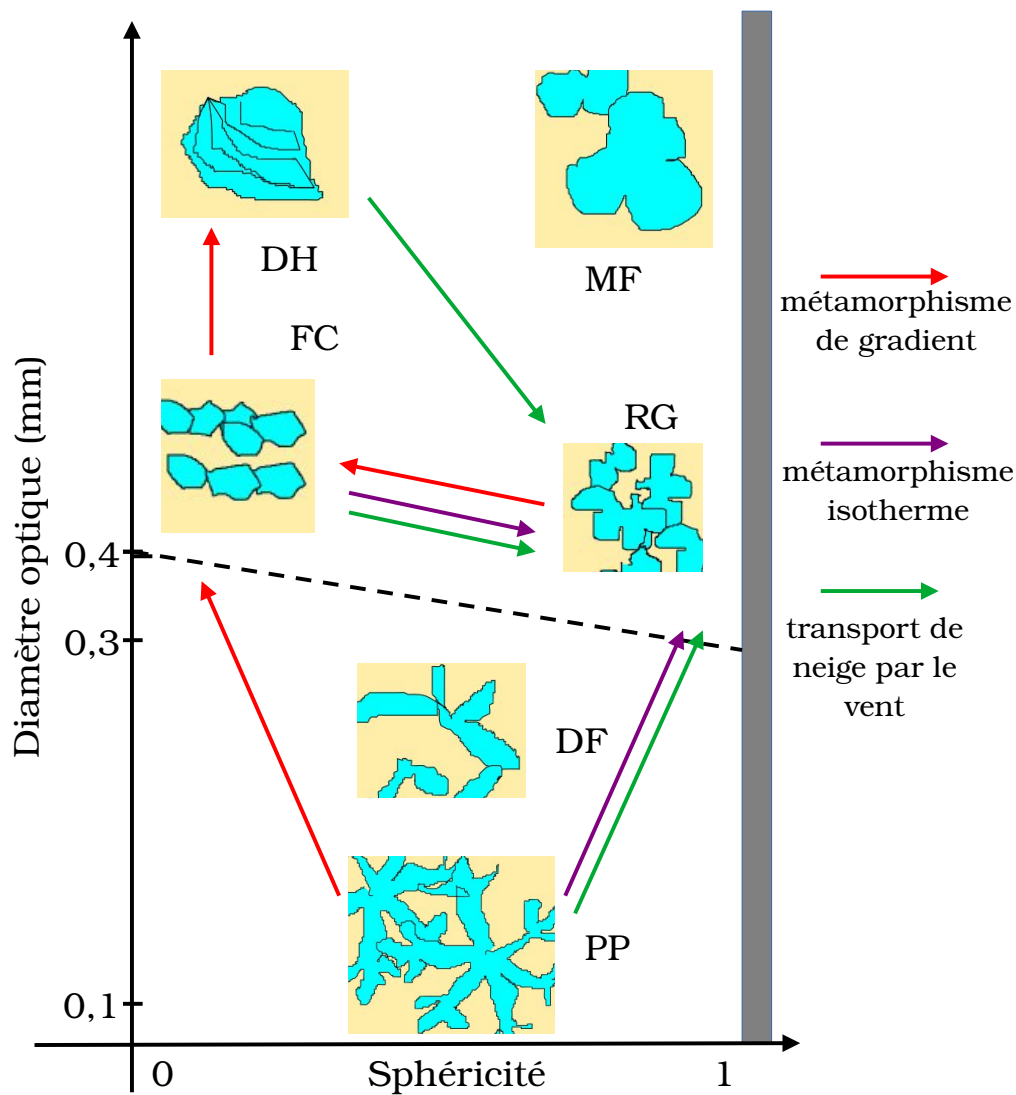 DH
MF
FC
RG
DF
PP
Diamètre optique (mm)
0,4
0,3
0,1
0
Sphéricité
1
métamorphisme
de gradient
métamorphisme
isotherme
transport de
neige par le
vent